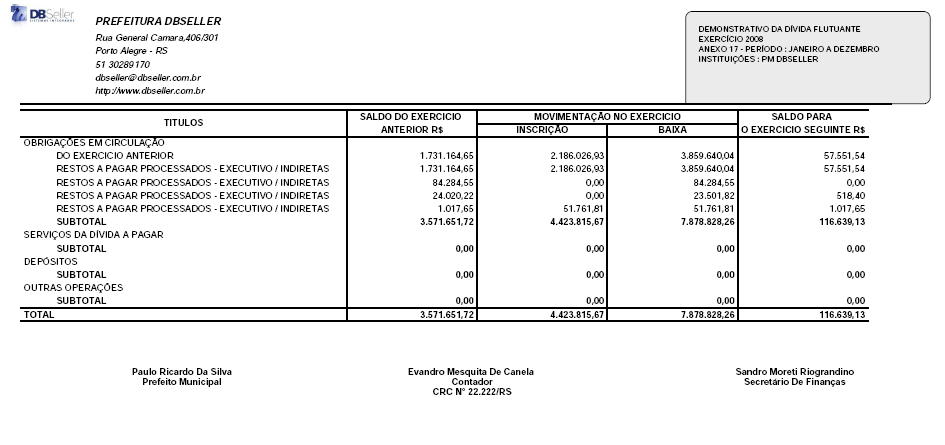 DBSeller
SISTEMAS INTEGRADOS
PREFEITURA DBSELLER
Rua General Camara,406/301
Porto Alegre - RS
51 30289170
dbseller@dbseller.com.br
http://www.dbseller.com.br
DEMONSTRATIVO DA DÍVIDA FLUTUANTE
EXERCÍCIO 2008
ANEXO 17 - PERÍODO : JANEIRO A DEZEMBRO
INSTITUIÇÕES : PM DBSELLER
TITULOS SALDO DO EXERCICIO ANTERIOR R$ MOVIMENTAÇÃO NO EXERCICIO INSCRIÇÃO BAIXA SALDO PARA O EXERCICIO SEGUINTE R$
OBRIGAÇÕES EM CIRCULAÇÃO
DO EXERCICIO ANTERIOR 1.731.164,65 2.186.026,93 3.859.640,04 57.551,54
RESTOS A PAGAR PROCESSADOS - EXECUTIVO / INDIRETAS 1.731.164,65 2.186.026,93 3.859.640,04 57.551,54
RESTOS A PAGAR PROCESSADOS - EXECUTIVO / INDIRETAS 84.284,55 0,00 84.284,55 0,00
RESTOS A PAGAR PROCESSADOS - EXECUTIVO / INDIRETAS 24.020,22 0,00 23.501,82 518,40
RESTOS A PAGAR PROCESSADOS - EXECUTIVO / INDIRETAS 1.017,65 51.761,81 51.761,81 1.017,65
SUBTOTAL 3.571.651,72 4.423.815,67 7.878.828,26 116.639,13
SERVIÇOS DA DÍVIDA A PAGAR
SUBTOTAL 0,00 0,00 0,00 0,00
DEPÓSITOS
SUBTOTAL 0,00 0,00 0,00 0,00
OUTRAS OPERAÇÕES
SUBTOTAL 0,00 0,00 0,00 0,00
TOTAL 3.571.651,72 4.423.815,67 7.878.828,26 116.639,13
Paulo Ricardo Da Silva
Prefeito Municipal
Evandro Mesquita De Canela
Contador
CRC N° 22.222/RS
Sandro Moreti Riograndino
Secretário De Finanças